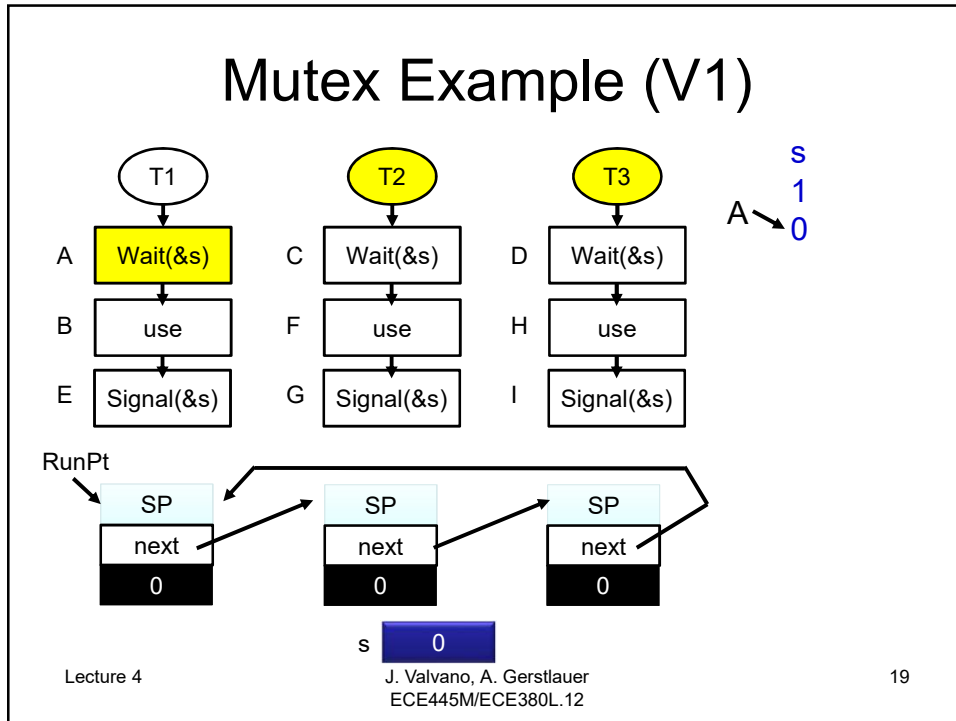 Mutex Example (V1)
T1 T2 T3
s
1
A 0
A Wait(&s) C Wait(&s) D Wait(&s)
B use F use H use
E Signal(&s) G Signal(&s) I Signal(&s)
RunPt
SP SP SP
next next next
0 0 0
s 0
Lecture 4 J. Valvano, A. Gerstlauer 19
ECE445M/ECE380L.12